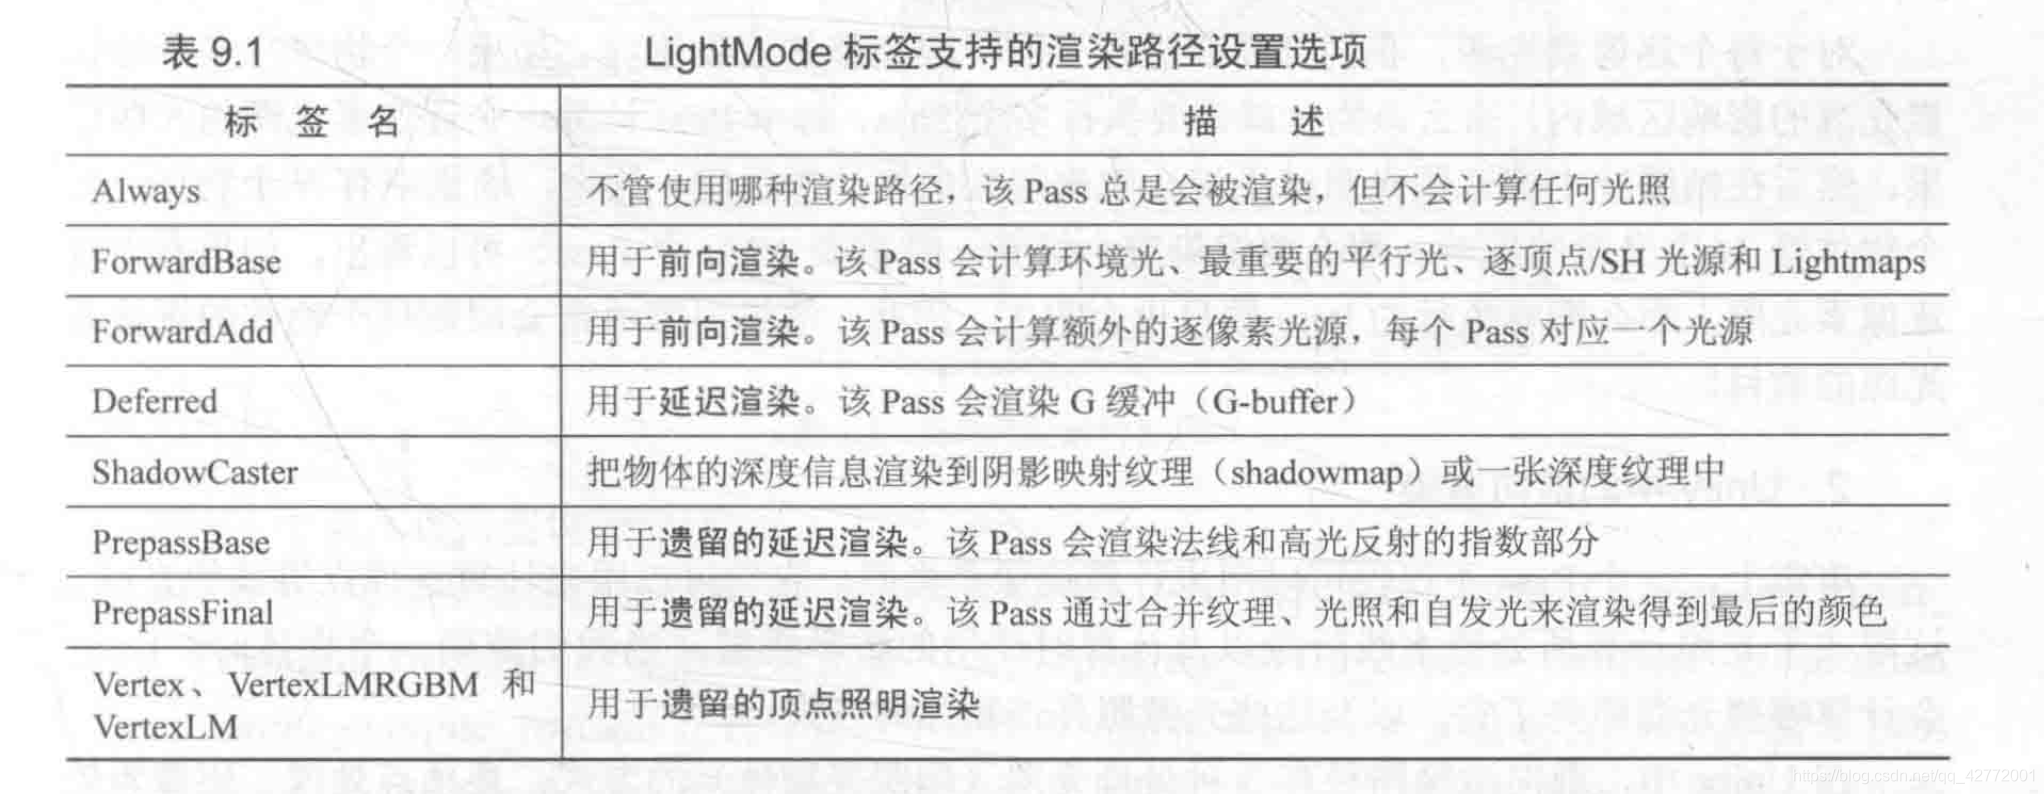 表 9.1 LightMode 标签支持的渲染路径设置选项
标 签 名 描 述
Always 不管使用哪种渲染路径，该 Pass 总是会被渲染，但不会计算任何光照
ForwardBase 用于前向渲染。该 Pass 会计算环境光、最重要的平行光、逐顶点/SH 光源和 Lightmaps
ForwardAdd 用于前向渲染。该 Pass 会计算额外的逐像素光源，每个 Pass 对应一个光源
Deferred 用于延迟渲染。该 Pass 会渲染 G 缓冲（G-buffer）
ShadowCaster 把物体的深度信息渲染到阴影映射纹理（shadowmap）或一张深度纹理中
PrepassBase 用于遗留的延迟渲染。该 Pass 会渲染法线和高光反射的指数部分
PrepassFinal 用于遗留的延迟渲染。该 Pass 通过合并纹理、光照和自发光来渲染得到最后的颜色
Vertex、VertexLMRGBM 和
VertexLM
用于遗留的顶点照明渲染
https://blog.csdn.net/qq_42772001